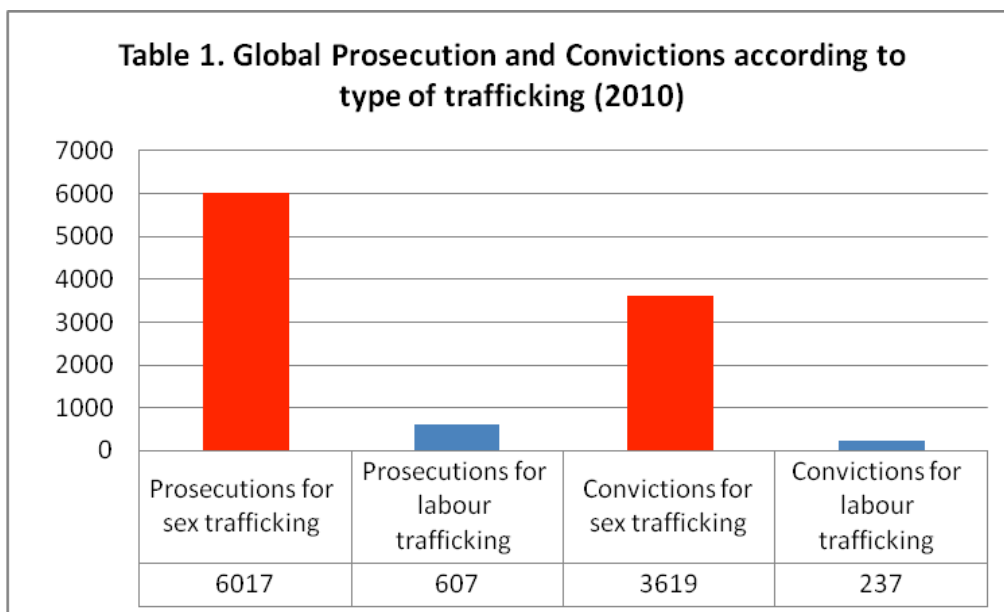 Table 1. Global Prosecution and Convictions according to
type of trafficking (2010)
7000
6000
5000
4000
3000
2000
1000
0
Prosecutions for
sex trafficking
Prosecutions for
labour
trafficking
Convictions for
sex trafficking
Convictions for
labour
trafficking
6017
607
3619
237